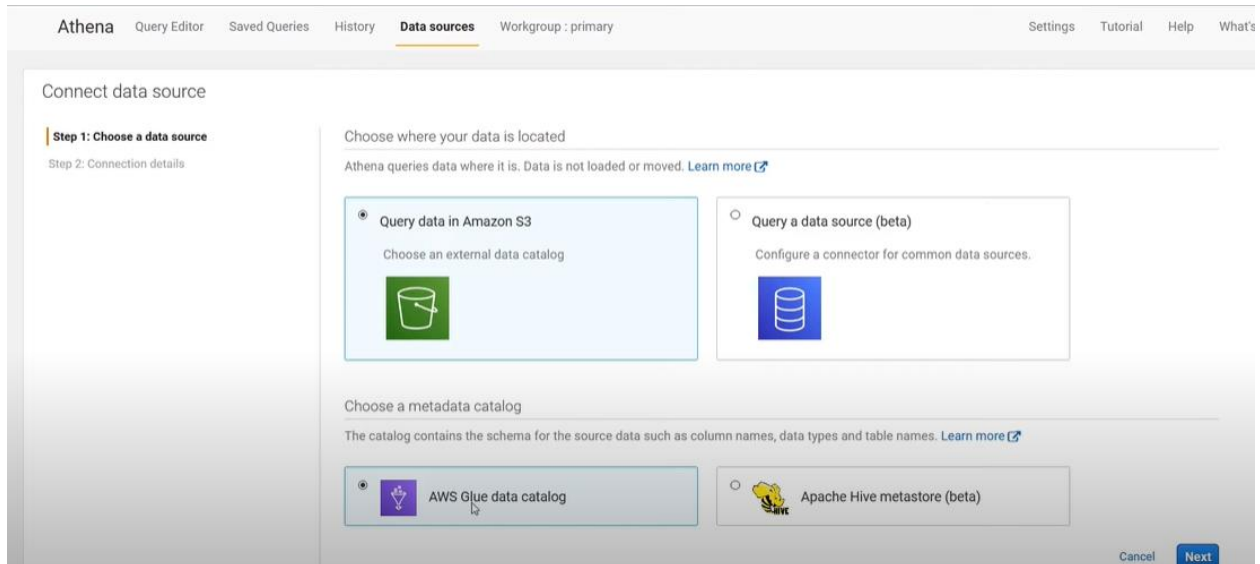 Athena Query Editor Saved Queries History Data sources Workgroup : primary Settings Tutorial Help What's
Connect data source
Step 1: Choose a data source
Step 2: Connection details
Choose where your data is located
Athena queries data where it is. Data is not loaded or moved. Learn more
Query data in Amazon S3
Choose an external data catalog
Query a data source (beta)
Configure a connector for common data sources.
Choose a metadata catalog
The catalog contains the schema for the source data such as column names, data types and table names. Learn more
AWS Glue data catalog
HIVE
Apache Hive metastore (beta)
Cancel Next